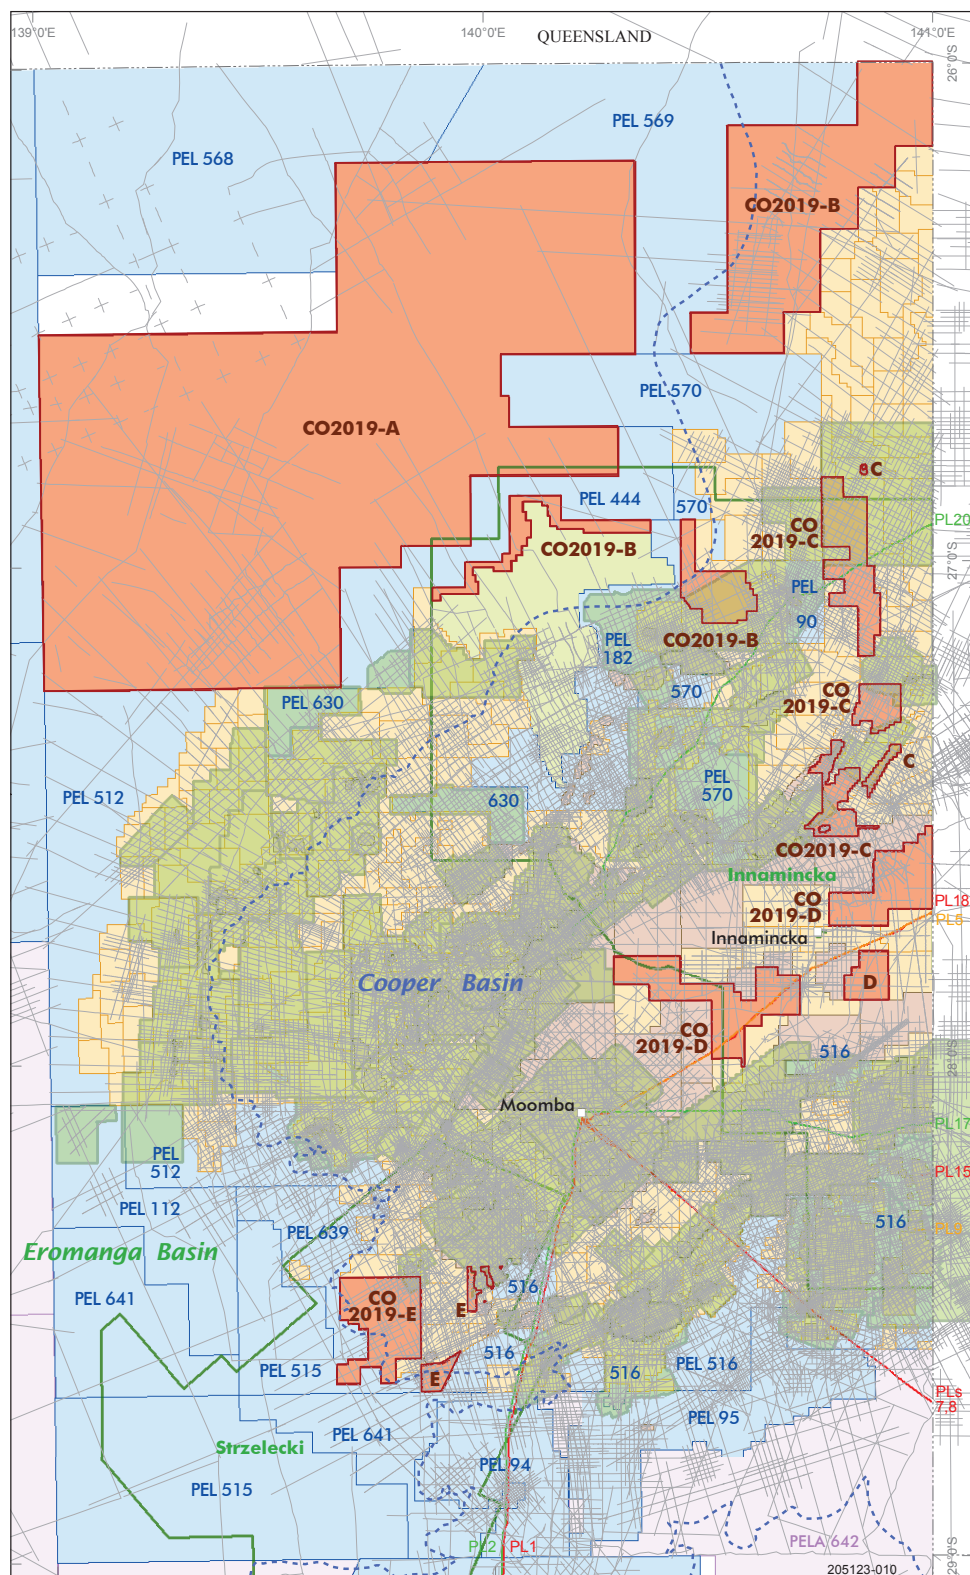 139°0'E
140°0'E
141°0'E
QUEENSLAND
26°0'S
PEL 569
PEL 568
CO2019-B
PEL 570
CO2019-A
C
PEL 444
570
PL20
CO
2019-C
CO2019-B
27°0'S
PEL
90
CO2019-B
PEL
182
570
CO
2019-C
PEL 630
C
PEL
570
PEL 512
630
CO2019-C
Innamincka
CO
2019-D
PL18
PL5
Innamincka
Cooper Basin
D
CO
2019-D
516
28°0'S
Moomba
PL17
PEL
512
PL15
PEL 112
516
PEL 639
Eromanga Basin
516
PEL 641
CO
2019-E
E
516
PEL 515
E
516
PEL 516
PLs
7,8
PEL 95
PEL 641
Strzelecki
PEL 94
PEL 515
PL2
PL1
PELA 642
29°0'S
205123-010